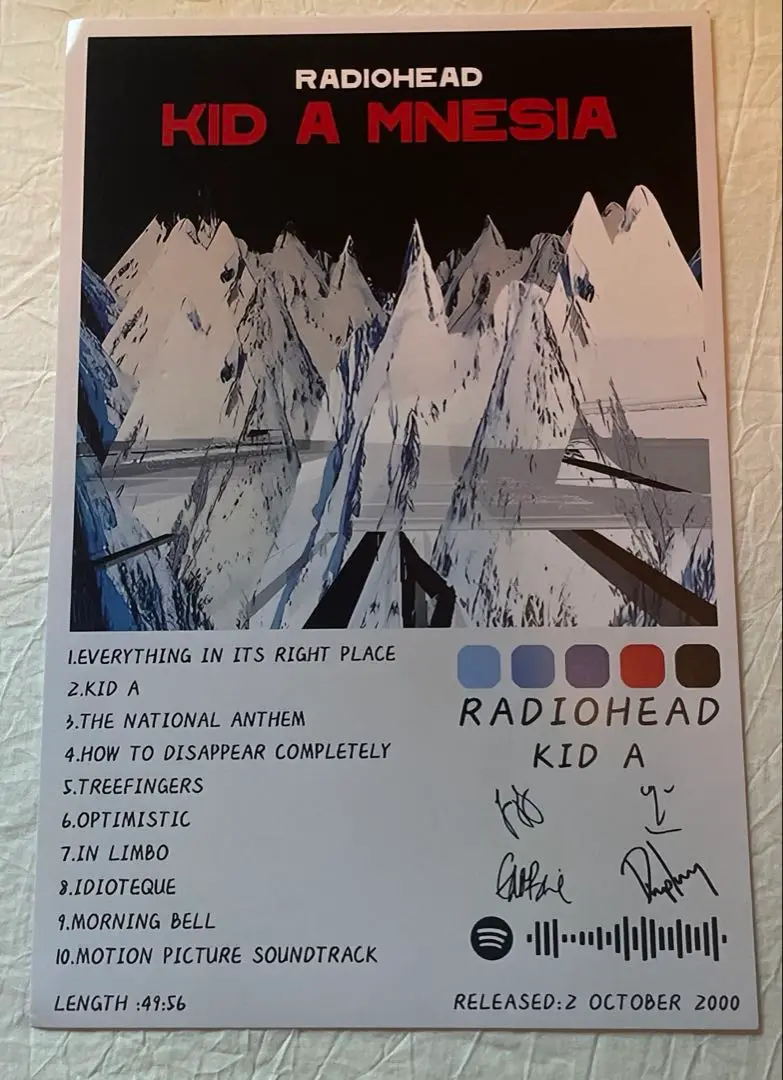 RADIOHEAD
KID A MNESIA
1.EVERYTHING IN ITS RIGHT PLACE
2.KID A
3.THE NATIONAL ANTHEM
4.HOW TO DISAPPEAR COMPLETELY
5.TREEFINGERS
6.OPTIMISTIC
7.IN LIMBO
8.IDIOTEQUE
9.MORNING BELL
10.MOTION PICTURE SOUNDTRACK
LENGTH :49:56
RADIOHEAD
KID A
RELEASED:2 OCTOBER 2000